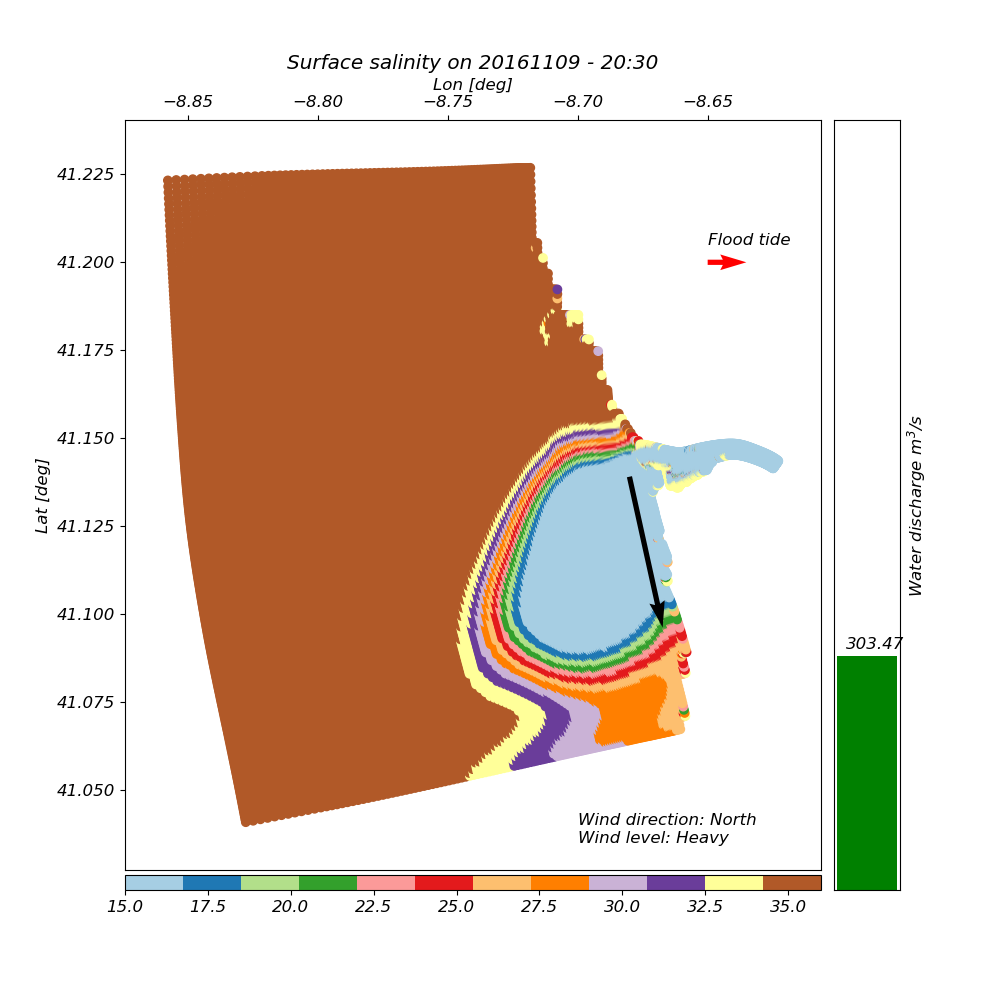 Surface salinity on 20161109 - 20:30
Lon [deg]
−8.85 −8.80 −8.75 −8.70 −8.65
41.225
41.200
41.175
41.150
41.125
41.100
41.075
41.050
Lat [deg]
Flood tide
Wind direction: North
Wind level: Heavy
303.47
Water discharge m³/s
15.0 17.5 20.0 22.5 25.0 27.5 30.0 32.5 35.0